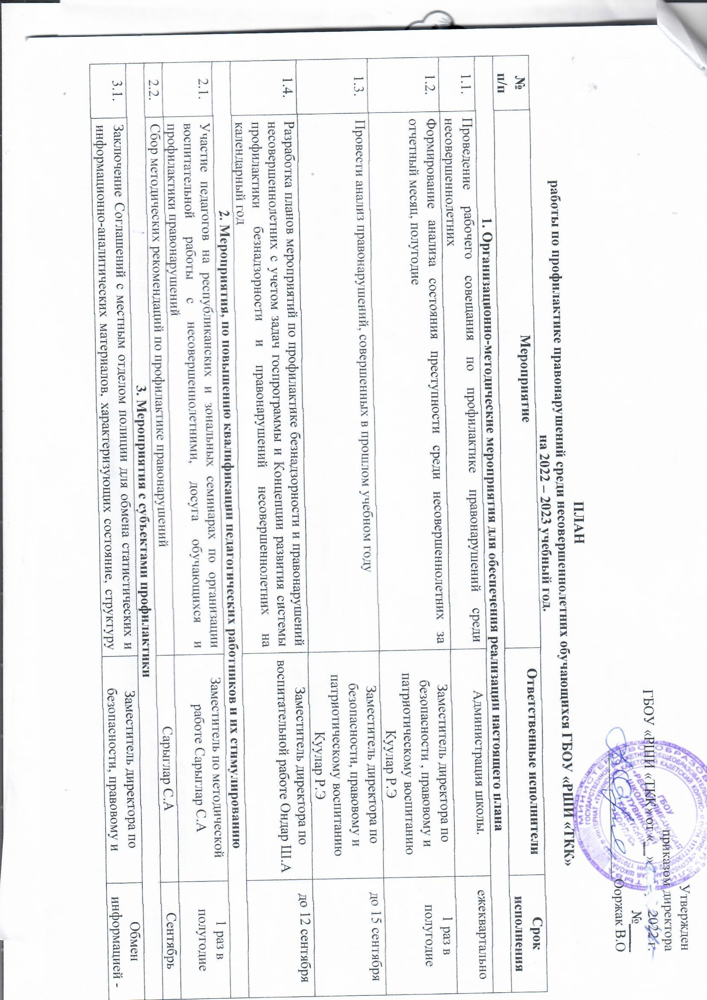 Утвержден
приказом директора
ГБОУ «РШИ «ТКК» от « » 2022 г.
№
Ооржак В.О
ПЛАН
работы по профилактике правонарушений среди несовершеннолетних обучающихся ГБОУ «РШИ «ТКК»
на 2022 – 2023 учебный год.
№
п/п
Мероприятие
Ответственные исполнители
Срок
исполнения
1. Организационно-методические мероприятия для обеспечения реализации настоящего плана
1.1.
Проведение рабочего совещания по профилактике правонарушений среди
несовершеннолетних
Администрация школы.
ежеквартально
1.2.
Формирование анализа состояния преступности среди несовершеннолетних за
отчетный месяц, полугодие
Заместитель директора по
безопасности , правовому и
патриотическому воспитанию
Куулар Р.Э
1 раз в
полугодие
1.3.
Провести анализ правонарушений, совершенных в прошлом учебном году
Заместитель директора по
безопасности, правовому и
патриотическому воспитанию
Куулар Р.Э
до 15 сентября
1.4.
Разработка планов мероприятий по профилактике безнадзорности и правонарушений
несовершеннолетних с учетом задач госпрограммы и Концепции развития системы
профилактики безнадзорности и правонарушений несовершеннолетних на
календарный год
Заместитель директора по
воспитательной работе Ондар Ш.А
до 12 сентября
2. Мероприятия, по повышению квалификации педагогических работников и их стимулированию
2.1.
Участие педагогов на республиканских и зональных семинарах по организации
воспитательной работы с несовершеннолетними, досуга обучающихся и
профилактики правонарушений
Заместитель по методической
работе Сарыглар С.А
1 раз в
полугодие
2.2.
Сбор методических рекомендаций по профилактике правонарушений
Сарыглар С.А
Сентябрь
3. Мероприятия с субъектами профилактики
3.1.
Заключение Соглашений с местным отделом полиции для обмена статистических и
информационно-аналитических материалов, характеризующих состояние, структуру
Заместитель директора по
безопасности, правовому и
Обмен
информацией -
ГБОУ
«РЕСПУБЛИКАНСКАЯ
ШКОЛА-ИНТЕРНАТ
«ТУВИНСКИЙ
КАДЕТСКИЙ
КОРПУС»